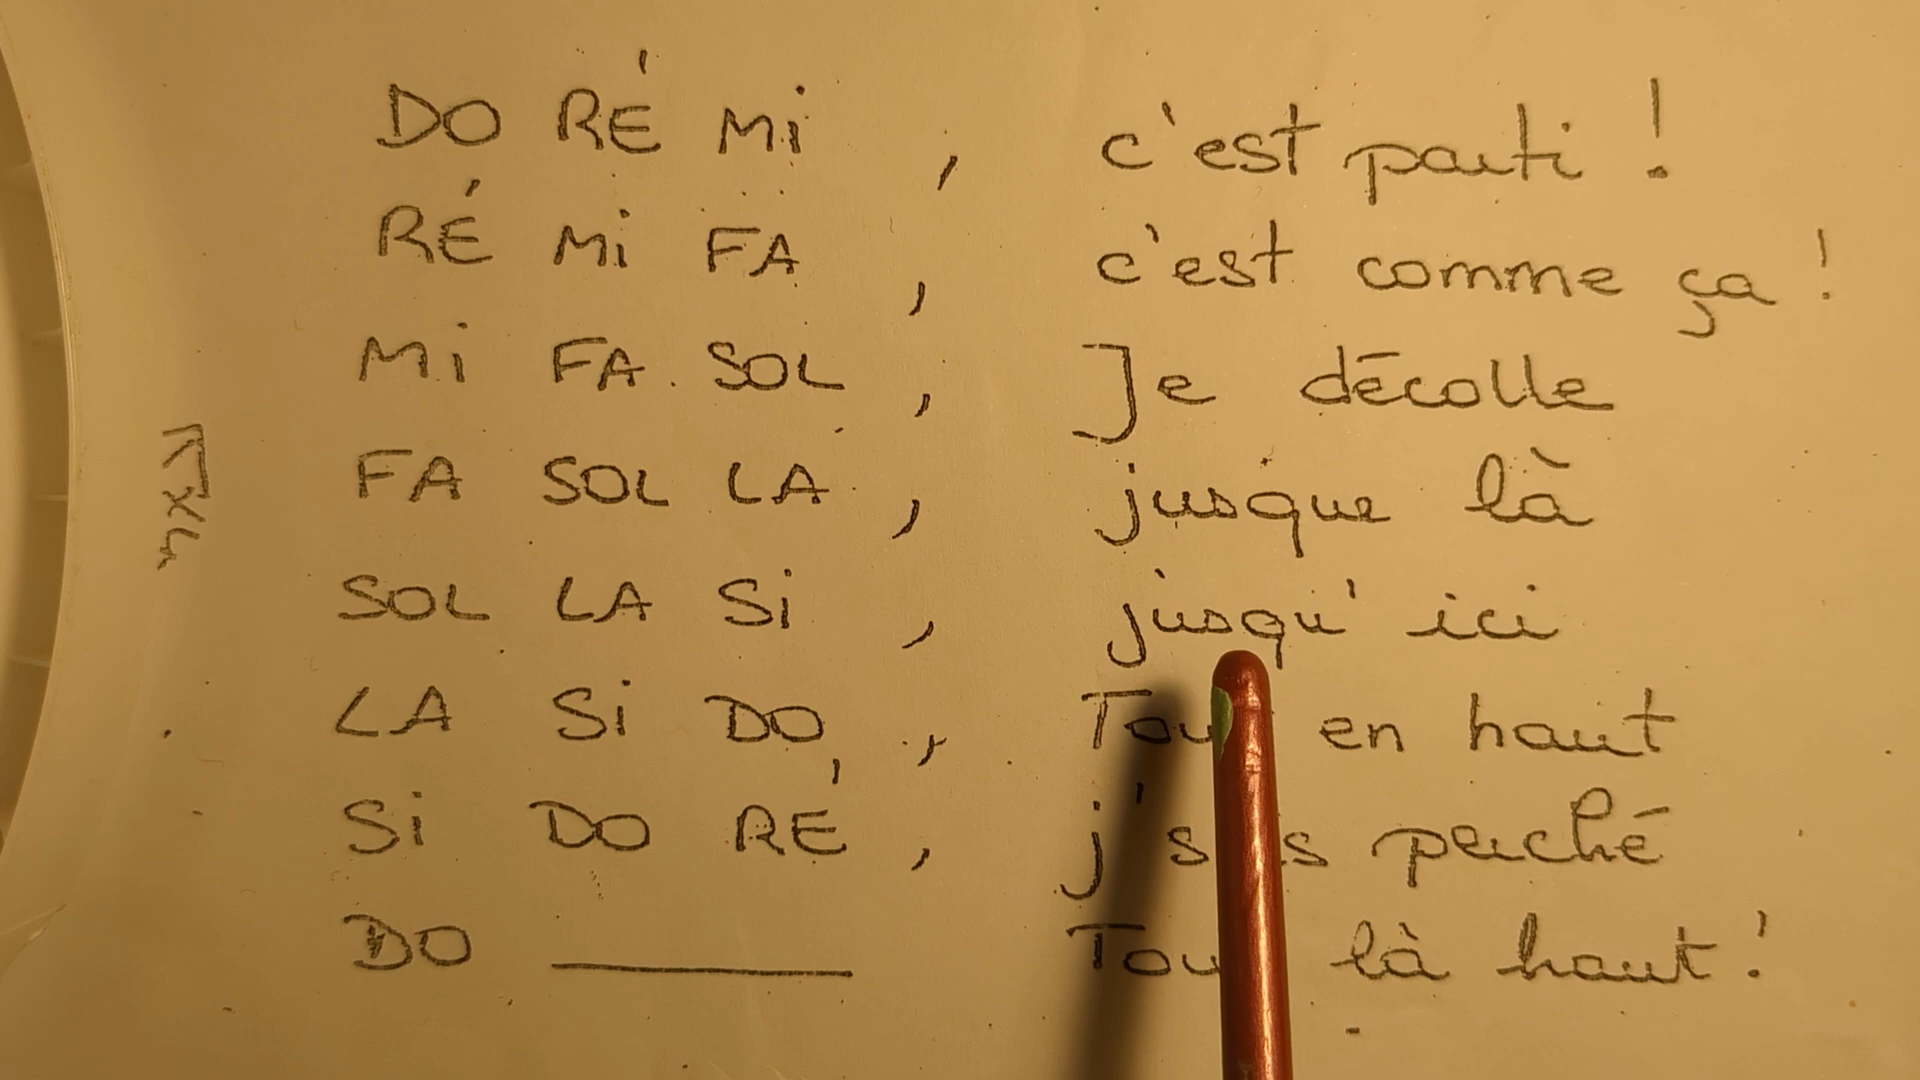 DO RÉ Mi , c'est parti !
RÉ Mi FA , c'est comme ça !
Mi FA SOL , Je décolle
FA SOL LA , jusque là
SOL LA Si , jusqu' ici
LA Si DO , en haut
Si DO RÉ , perché
DO là haut !